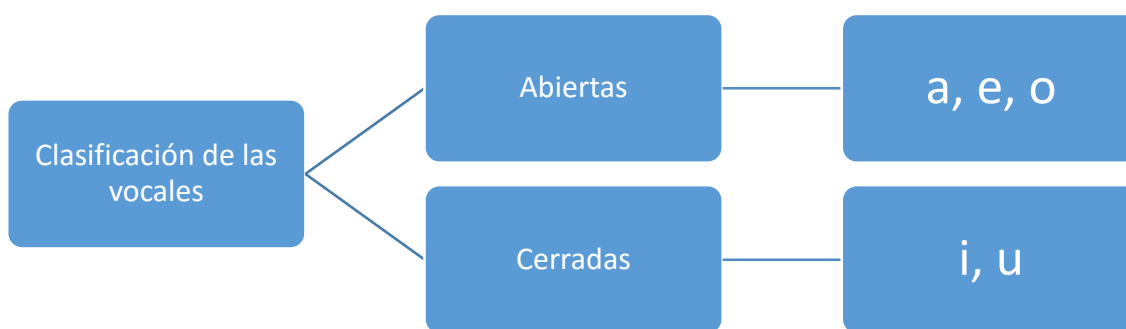 Clasificación de las
vocales
Abiertas
a, e, o
Cerradas
i, u